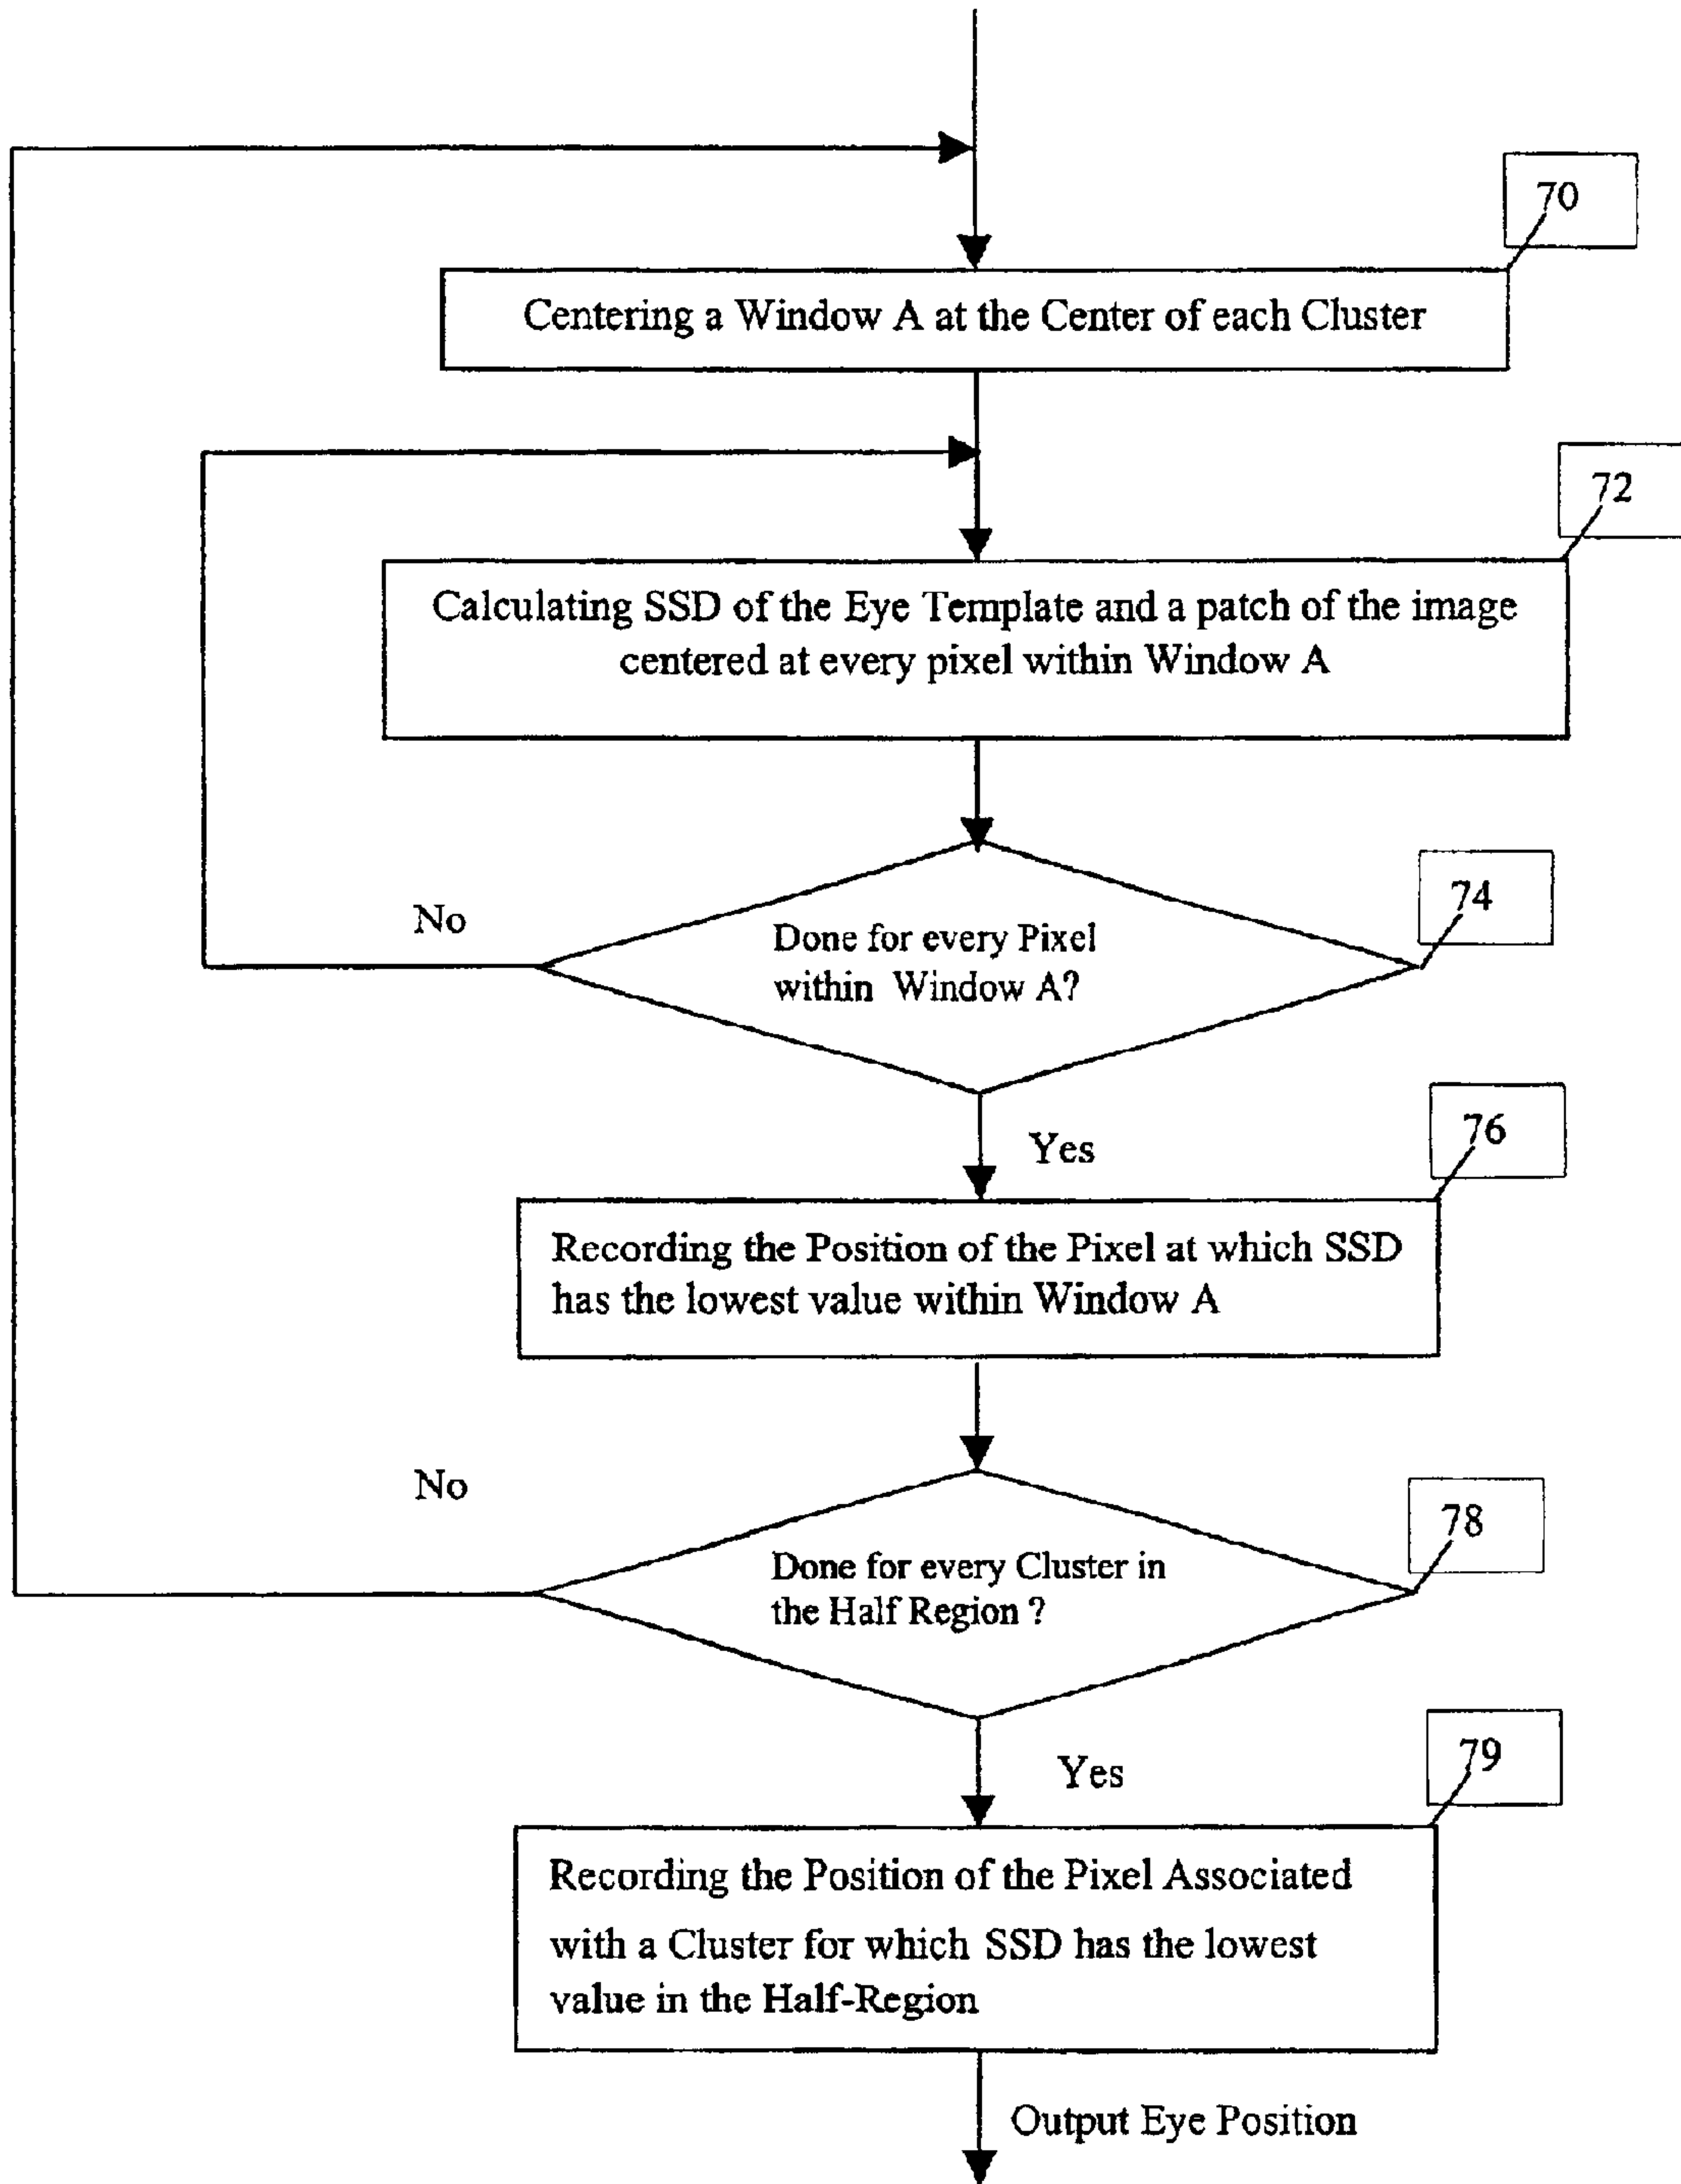 70
Centering a Window A at the Center of each Cluster
72
Calculating SSD of the Eye Template and a patch of the image
centered at every pixel within Window A
No
74
Done for every Pixel
within Window A?
Yes
76
Recording the Position of the Pixel at which SSD
has the lowest value within Window A
No
78
Done for every Cluster in
the Half Region ?
Yes
79
Recording the Position of the Pixel Associated
with a Cluster for which SSD has the lowest
value in the Half-Region
Output Eye Position